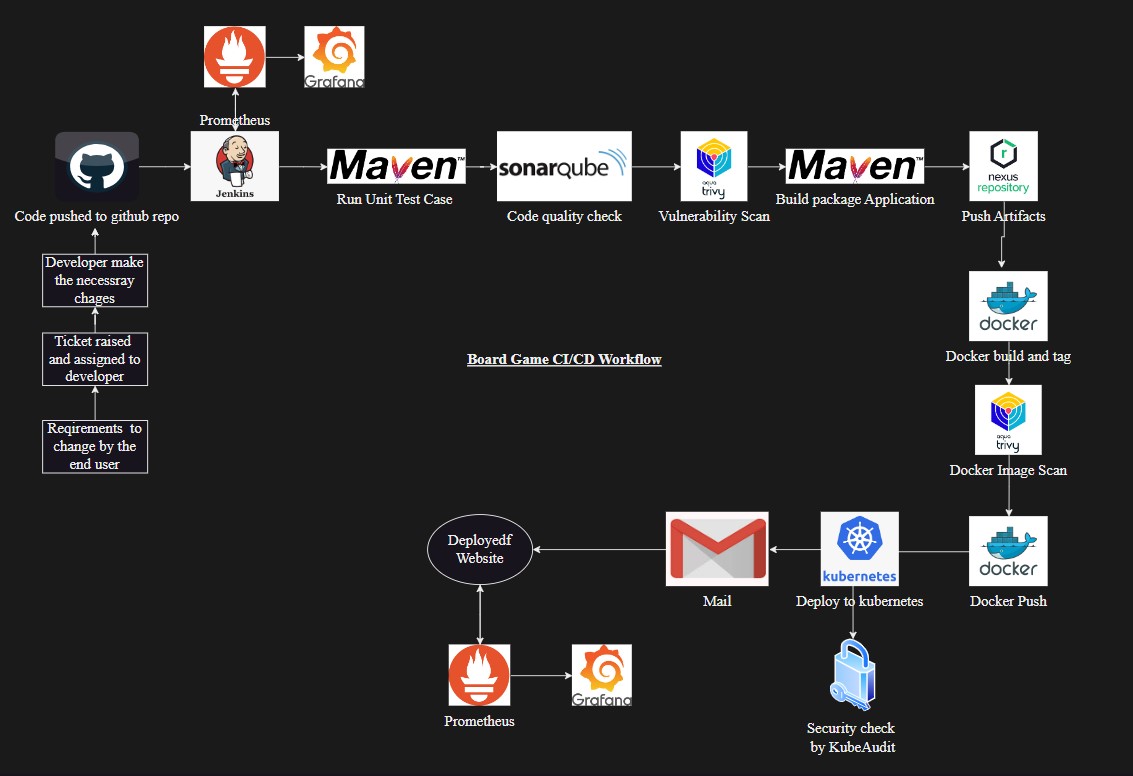 Grafana
Prometheus
Jenkins
Maven™
sonarqube
aqua
trivy
Maven™
nexus
repository
Code pushed to github repo
Run Unit Test Case
Code quality check
Vulnerability Scan
Build package Application
Push Artifacts
Developer make
the necessray
chages
Ticket raised
and assigned to
developer
Reqirements to
change by the
end user
Board Game CI/CD Workflow
docker
Docker build and tag
aqua
trivy
Docker Image Scan
docker
Docker Push
kubernetes
Deploy to kubernetes
Mail
Deployedf
Website
Prometheus
Grafana
Security check
by KubeAudit